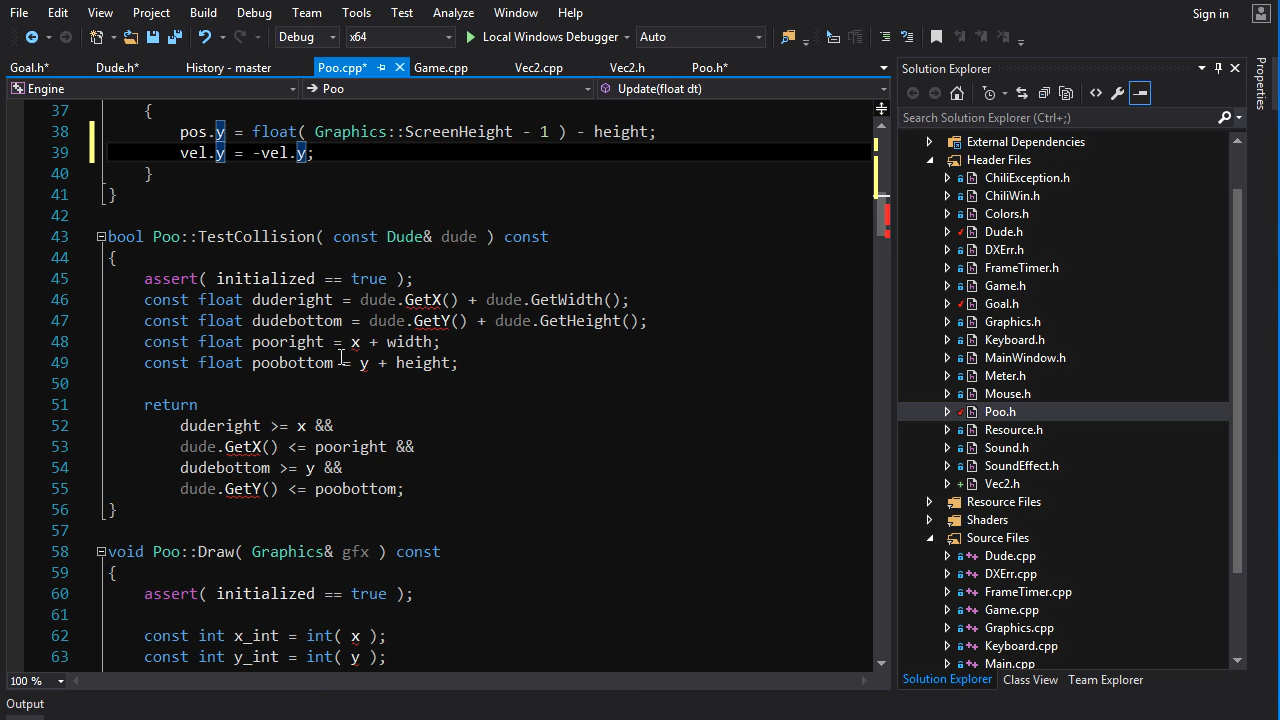 File Edit View Project Build Debug Team Tools Test Analyze Window Help Sign in
Debug x64 Local Windows Debugger Auto
Goal.h* Dude.h* History - master Poo.cpp* Game.cpp Vec2.cpp Vec2.h Poo.h*
Engine Poo Update(float dt)
37 {
38 pos.y = float( Graphics::ScreenHeight - 1 ) - height;
39 vel.y = -vel.y;
40 }
41 }
42
43 bool Poo::TestCollision( const Dude& dude ) const
44 {
45 assert( initialized == true );
46 const float duderight = dude.GetX() + dude.GetWidth();
47 const float dudebottom = dude.GetY() + dude.GetHeight();
48 const float pooright = x + width;
49 const float poobottom = y + height;
50
51 return
52 duderight >= x &&
53 dude.GetX() <= pooright &&
54 dudebottom >= y &&
55 dude.GetY() <= poobottom;
56 }
57
58 void Poo::Draw( Graphics& gfx ) const
59 {
60 assert( initialized == true );
61
62 const int x_int = int( x );
63 const int y_int = int( y );
100 %
Output
Solution Explorer
Search Solution Explorer (Ctrl+;)
External Dependencies
Header Files
ChiliException.h
ChiliWin.h
Colors.h
Dude.h
DXErr.h
FrameTimer.h
Game.h
Goal.h
Graphics.h
Keyboard.h
MainWindow.h
Meter.h
Mouse.h
Poo.h
Resource.h
Sound.h
SoundEffect.h
Vec2.h
Resource Files
Shaders
Source Files
Dude.cpp
DXErr.cpp
FrameTimer.cpp
Game.cpp
Graphics.cpp
Keyboard.cpp
Main.cpp
Solution Explorer Class View Team Explorer
Properties